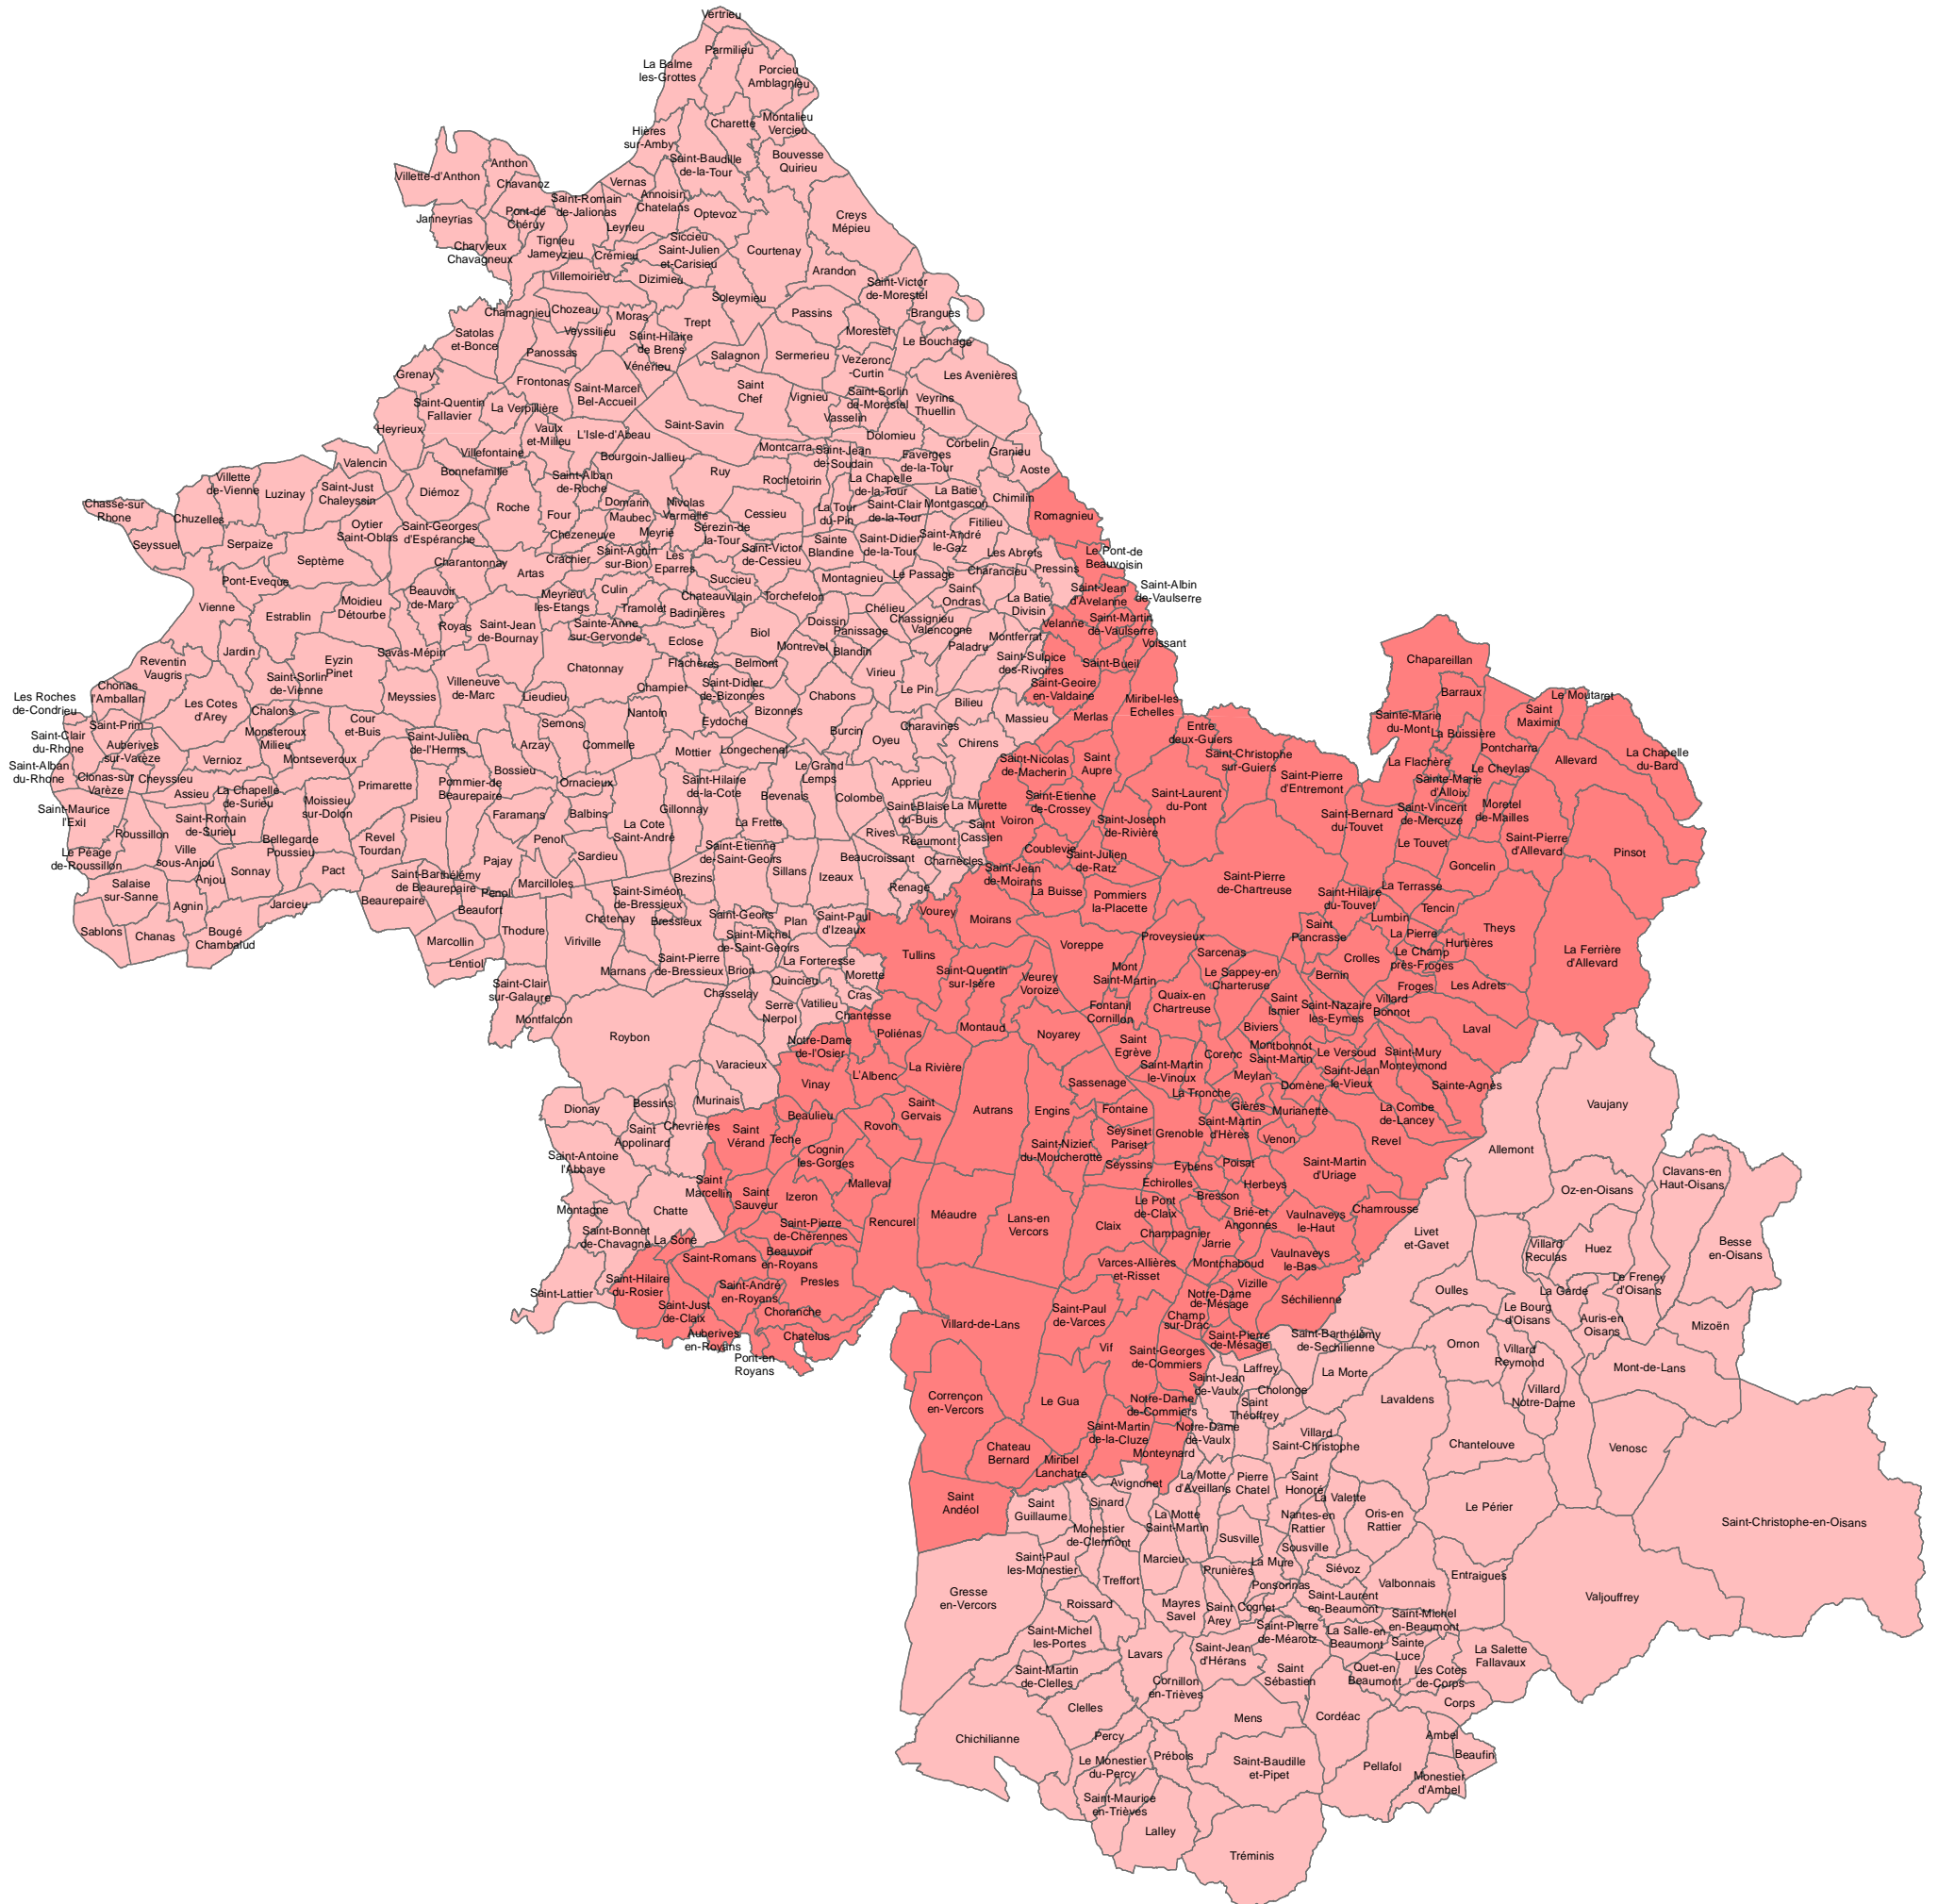 Vertrieu
Parmilieu
La Balme
les-Grottes
Porcieu
Amblagnieu
Charette
Montalieu
Vercieu
Hières
sur-Amby
Saint-Baudille
de-la-Tour
Bouvesse
Quirieu
Anthon
Villette-d'Anthon
Chavanoz
Vernas
Annoisin
Chatelans
Saint-Romain
de-Jalionas
Optevoz
Creys
Mépieu
Janneyrias
Pont-de
Chéruy
Leyrieu
Siccieu
Saint-Julien
et-Carisieu
Courtenay
Charvieux
Chavagneux
Tignieu
Jameyzieu
Crémieu
Villemoirieu
Dizimieu
Arandon
Saint-Victor
de-Morestel
Soleymieu
Chamagnieu
Chozeau
Moras
Trept
Passins
Brangues
Satolas
et-Bonce
Veyssilieu
Saint-Hilaire
de Brens
Morestel
Le Bouchage
Panossas
Vénérieu
Salagnon
Sermerieu
Vezeronc
-Curtin
Les Avenières
Grenay
Frontonas
Saint-Marcel
Bel-Accueil
Saint
Chef
Vignieu
Saint-Sorlin
de-Morestel
Veyrins
Thuellin
Saint-Quentin
Fallavier
La Verpillière
Vasselin
Heyrieux
Vaulx
et-Milieu
L'Isle-d'Abeau
Saint-Savin
Dolomieu
Corbelin
Villefontaine
Bourgoin-Jallieu
Montcarra
Saint-Jean
de-Soudain
Faverges
de-la-Tour
Granieu
Aoste
Valencin
Bonnefamille
Ruy
Rochetoirin
La Chapelle
de-la-Tour
Villette
de-Vienne
Luzinay
Saint-Just
Chaleyssin
Diémoz
Saint-Alban
de-Roche
La Batie
Montgascon
Chimilin
Chasse-sur
Rhone
Chuzelles
Roche
Four
Domarin
Maubec
Nivolas
Vermelle
Cessieu
La Tour
du-Pin
Saint-Clair
de-la-Tour
Romagnieu
Oytier
Saint-Oblas
Saint-Georges
d'Espéranche
Chezeneuve
Meyrié
Sérezin-de
la-Tour
Fitilieu
Seyssuel
Serpaize
Septème
Charantonnay
Artas
Crachier
Saint-Agnin
sur-Bion
Les
Eparres
Saint-Victor
de-Cessieu
Sainte
Blandine
Saint-Didier
de-la-Tour
Saint-André
le-Gaz
Les Abrets
Le Pont-de
Beauvoisin
Pont-Eveque
Succieu
Montagnieu
Le Passage
Charancieu
Pressins
Saint-Albin
de-Vaulserre
Vienne
Estrablin
Moidieu
Détourbe
Beauvoir
de-Marc
Meyrieu
les-Etangs
Culin
Tramolet
Chateauvilain
Badinières
Torchefelon
Saint
Ondras
La Batie
Divisin
Saint-Jean
d'Avelanne
Royas
Saint-Jean
de-Bournay
Sainte-Anne
sur-Gervonde
Eclose
Biol
Doissin
Chélieu
Chassignieu
Panissage
Valencogne
Velanne
Saint-Martin
de-Vaulserre
Jardin
Eyzin
Pinet
Savas-Mépin
Chatonnay
Flachères
Belmont
Montrevel
Blandin
Paladru
Montferrat
Voissant
Reventin
Vaugris
Saint-Sorlin
de-Vienne
Meyssies
Villeneuve
de-Marc
Lieudieu
Champier
Saint-Didier
de-Bizonnes
Virieu
Saint-Sulpice
des-Rivoires
Saint-Bueil
Chapareillan
Chonas
l'Amballan
Les Cotes
d'Arey
Chalons
Nantoin
Eydoche
Bizonnes
Chabons
Le Pin
Bilieu
Saint-Geoire
en-Valdaine
Miribel-les
Echelles
Barraux
Le Moutaret
Les Roches
de-Condrieu
Saint-Prim
Monsteroux
Milieu
Cour
et-Buis
Semons
Charavines
Massieu
Merlas
Sainte-Marie
du-Mont
Saint
Maximin
Saint-Clair
du-Rhone
Auberives
sur-Varèze
Vernioz
Montseveroux
Saint-Julien
de-l'Herms
Arzay
Commelle
Mottier
Longechenal
Burcin
Oyeu
Chirens
Entre
deux-Guiers
La Buissière
Pontcharra
Saint-Alban
du-Rhone
Clonas-sur
Varèze
Cheyssieu
Primarette
Bossieu
Ornacieux
Saint-Hilaire
de-la-Cote
Le Grand
Lemps
Apprieu
Saint-Nicolas
de-Macherin
Saint
Aupre
Saint-Christophe
sur-Guiers
La Flachère
Le Cheylas
Allevard
La Chapelle
du-Bard
Assieu
La Chapelle
de-Surieu
Pommier-de
Beaurepaire
Saint-Pierre
d'Entremont
Sainte-Marie
d'Alloix
Saint-Maurice
l'Exil
Saint-Romain
de-Surieu
Moissieu
sur-Dolon
Pisieu
Faramans
Balbins
La Cote
Saint-André
Gillonnay
Bevenais
Colombe
Saint-Blaise
du-Buis
La Murette
Saint-Etienne
de-Crossey
Saint-Laurent
du-Pont
Saint-Bernard
du-Touvet
Saint-Vincent
de-Mercuze
Moretel
de-Mailles
Roussillon
La Frette
Rives
Réaumont
Saint
Cassien
Voiron
Saint-Joseph
de-Rivière
Le Péage
de-Roussillon
Ville
sous-Anjou
Bellegarde
Poussieu
Revel
Tourdan
Penol
Sardieu
Saint-Etienne
de-Saint-Geoirs
Beaucroissant
Charnècles
Coublevie
Saint-Julien
de-Ratz
Le Touvet
Saint-Pierre
d'Allevard
Pinsot
Salaise
sur-Sanne
Anjou
Sonnay
Pact
Saint-Barthélémy
de Beaurepaire
Pajay
Marcilloles
Brezins
Sillans
Izeaux
Renage
Saint-Jean
de-Moirans
La Buisse
Pommiers
la-Placette
Saint-Pierre
de-Chartreuse
Saint-Hilaire
du-Touvet
La Terrasse
Goncelin
Agnin
Jarcieu
Beaurepaire
Penol
Beaufort
Saint-Siméon
de-Bressieux
Chatenay
Bressieux
Saint-Geoirs
Plan
Saint-Paul
d'Izeaux
Vourey
Moirans
Lumbin
Tencin
Sablons
Chanas
Bougé
Chambalud
Marcollin
Thodure
Viriville
Saint-Michel
de-Saint-Geoirs
Tullins
Voreppe
Proveysieux
Saint
Pancrasse
La Pierre
Theys
Hurtières
Lentiol
Marnans
Saint-Pierre
de-Bressieux
Brion
La Forteresse
Morette
Saint-Quentin
sur-Isère
Veurey
Voroize
Mont
Saint-Martin
Sarcenas
Le Sappey-en
Charteruse
Bernin
Crolles
Le Champ
près-Froges
La Ferrière
d'Allevard
Saint-Clair
sur-Galaure
Chasselay
Quincieu
Cras
Quaix-en
Chartreuse
Froges
Les Adrets
Montfalcon
Serre
Nerpol
Vatilieu
Chantesse
Fontanil
Cornillon
Saint
Ismier
Saint-Nazaire
les-Eymes
Villard
Bonnot
Roybon
Notre-Dame
de-l'Osier
Poliénas
Montaud
Noyarey
Saint
Egrève
Biviers
Laval
Varacieux
La Rivière
Saint-Martin
le-Vinoux
Corenc
Montbonnot
Saint-Martin
Le Versoud
Saint-Mury
Monteymond
Vinay
L'Albenc
Sassenage
Meylan
Domène
Saint-Jean
le-Vieux
Sainte-Agnès
Dionay
Bessins
Murinais
Beaulieu
Saint
Gervais
Autrans
Engins
Fontaine
La Tronche
Gières
Murianette
La Combe
de-Lancey
Vaujany
Saint
Appolinard
Chevrières
Saint
Vérand
Teche
Rovon
Saint-Nizier
du-Moucherotte
Seysinet
Pariset
Grenoble
Saint-Martin
d'Hères
Venon
Revel
Allemont
Saint-Antoine
l'Abbaye
Cognin
les-Gorges
Seyssins
Eybens
Poisat
Saint-Martin
d'Uriage
Clavans-en
Haut-Oisans
Saint
Marcellin
Saint
Sauveur
Izeron
Malleval
Échirolles
Bresson
Herbeys
Oz-en-Oisans
Montagne
Chatte
Rencurel
Méaudre
Lans-en
Vercors
Claix
Le Pont
de-Claix
Brié-et
Angonnes
Vaulnaveys
le-Haut
Chamrousse
Saint-Bonnet
de-Chavagne
La Sone
Saint-Pierre
de-Chérennes
Champagnier
Jarrie
Livet
et-Gavet
Villard
Reculas
Huez
Besse
en-Oisans
Saint-Romans
Beauvoir
en-Royans
Varces-Allières
et-Risset
Montchaboud
Vaulnaveys
le-Bas
Saint-Lattier
Saint-Hilaire
du-Rosier
Saint-André
en-Royans
Presles
Vizille
Notre-Dame
de-Mésage
Séchilienne
Oulles
La Garde
Le Freney
d'Oisans
Saint-Just
de-Claix
Choranche
Villard-de-Lans
Saint-Paul
de-Varces
Champ
sur-Drac
Le Bourg
d'Oisans
Auris-en
Oisans
Mizoën
Auberives
en-Royans
Chatelus
Vif
Saint-Pierre
de-Mésage
Saint-Barthélémy
de-Sechilienne
Ornon
Pont-en
Royans
Saint-Georges
de-Commiers
Laffrey
La Morte
Villard
Reymond
Mont-de-Lans
Corrençon
en-Vercors
Le Gua
Saint-Jean
de-Vaulx
Cholonge
Lavaldens
Villard
Notre-Dame
Notre-Dame
de-Commiers
Saint
Théoffrey
Chateau
Bernard
Saint-Martin
de-la-Cluze
Notre-Dame
de-Vaulx
Villard
Saint-Christophe
Chantelouve
Venosc
Miribel
Lanchatre
Monteynard
Saint
Andéol
Avignonet
La Motte
d'Aveillans
Pierre
Chatel
Saint
Honoré
La Valette
Saint
Guillaume
Sinard
La Motte
Saint-Martin
Nantes-en
Rattier
Oris-en
Rattier
Le Périer
Saint-Christophe-en-Oisans
Monestier
de-Clermont
Susville
Sousville
Saint-Paul
les-Monestier
Marcieu
La Mure
Siévoz
Gresse
en-Vercors
Treffort
Prunières
Ponsonnas
Valbonnais
Entraigues
Valjouffrey
Roissard
Mayres
Savel
Saint
Arey
Cognet
Saint-Laurent
en-Beaumont
Saint-Michel
en-Beaumont
Saint-Michel
les-Portes
Saint-Pierre
de-Méarotz
La Salle-en
Beaumont
Sainte
Luce
La Salette
Fallavaux
Saint-Martin
de-Clelles
Lavars
Saint-Jean
d'Hérans
Saint
Sébastien
Quet-en
Beaumont
Les Cotes
de-Corps
Cornillon
en-Trièves
Clelles
Mens
Cordéac
Corps
Chichilianne
Percy
Prébois
Ambel
Beaufin
Le Monestier
du-Percy
Saint-Baudille
et-Pipet
Pellafol
Monestier
d'Ambel
Saint-Maurice
en-Trièves
Lalley
Tréminis